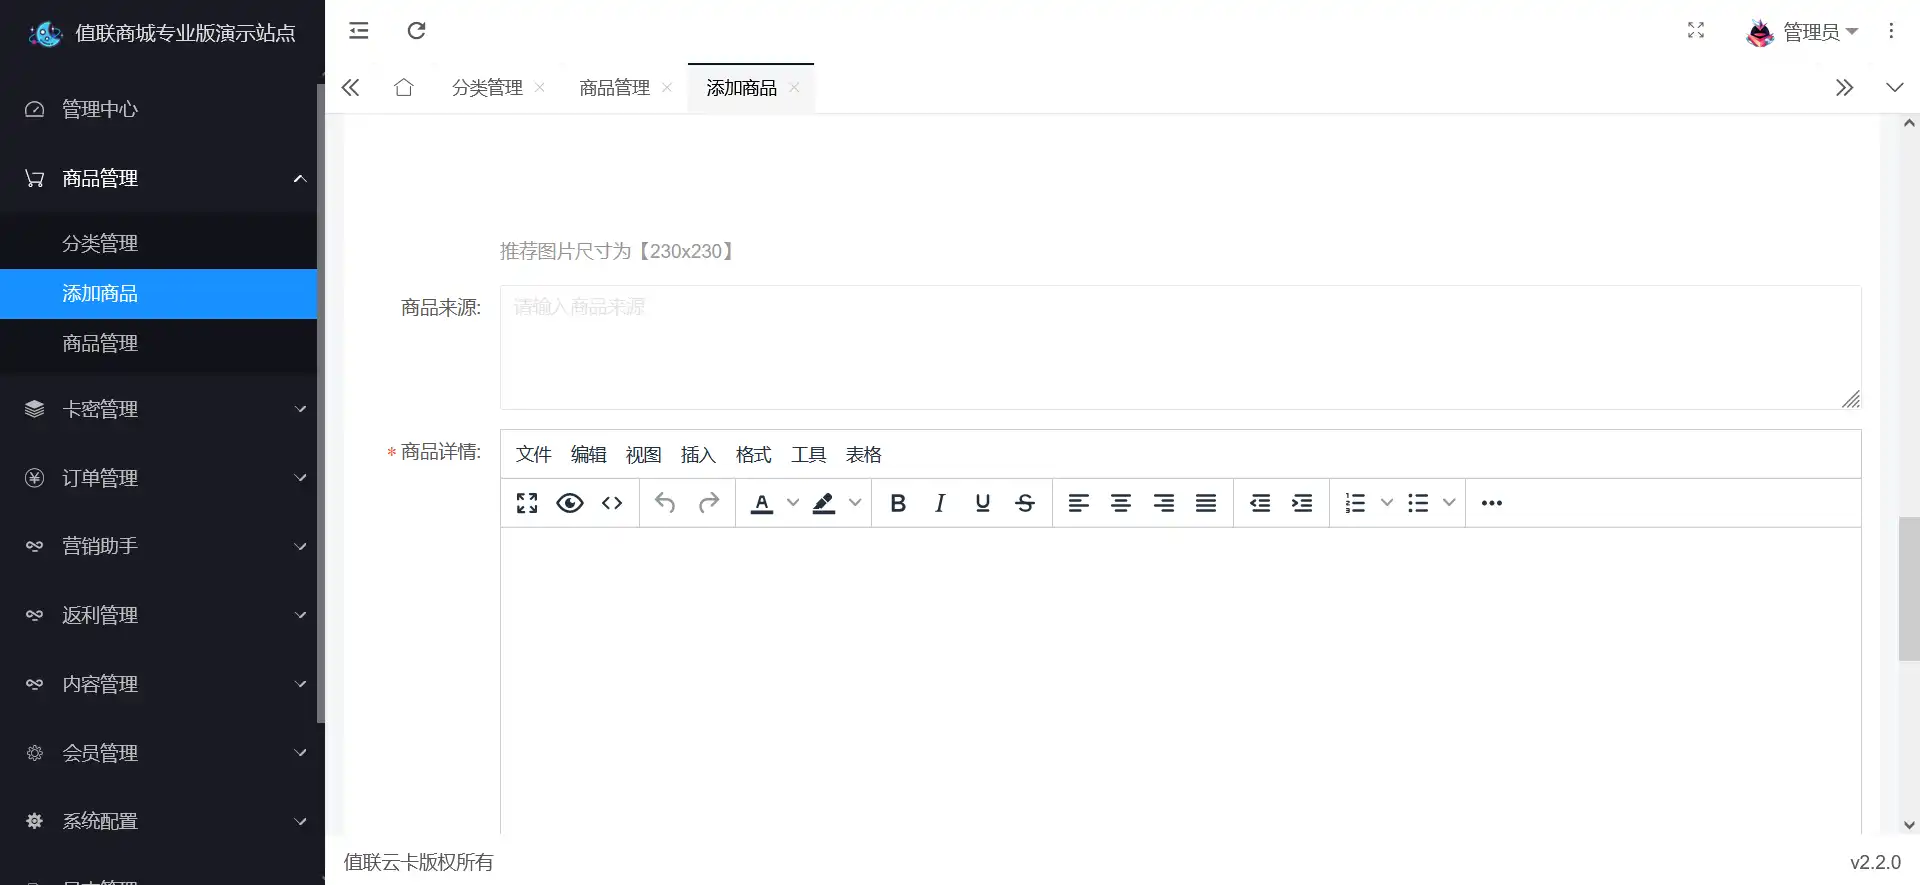 值联商城专业版演示站点
管理员
分类管理
商品管理
添加商品
管理中心
商品管理
分类管理
添加商品
商品管理
卡密管理
订单管理
营销助手
返利管理
内容管理
会员管理
系统配置
推荐图片尺寸为【230x230】
商品来源:
请输入商品来源
*商品详情:
文件 编辑 视图 插入 格式 工具 表格
值联云卡版权所有
v2.2.0